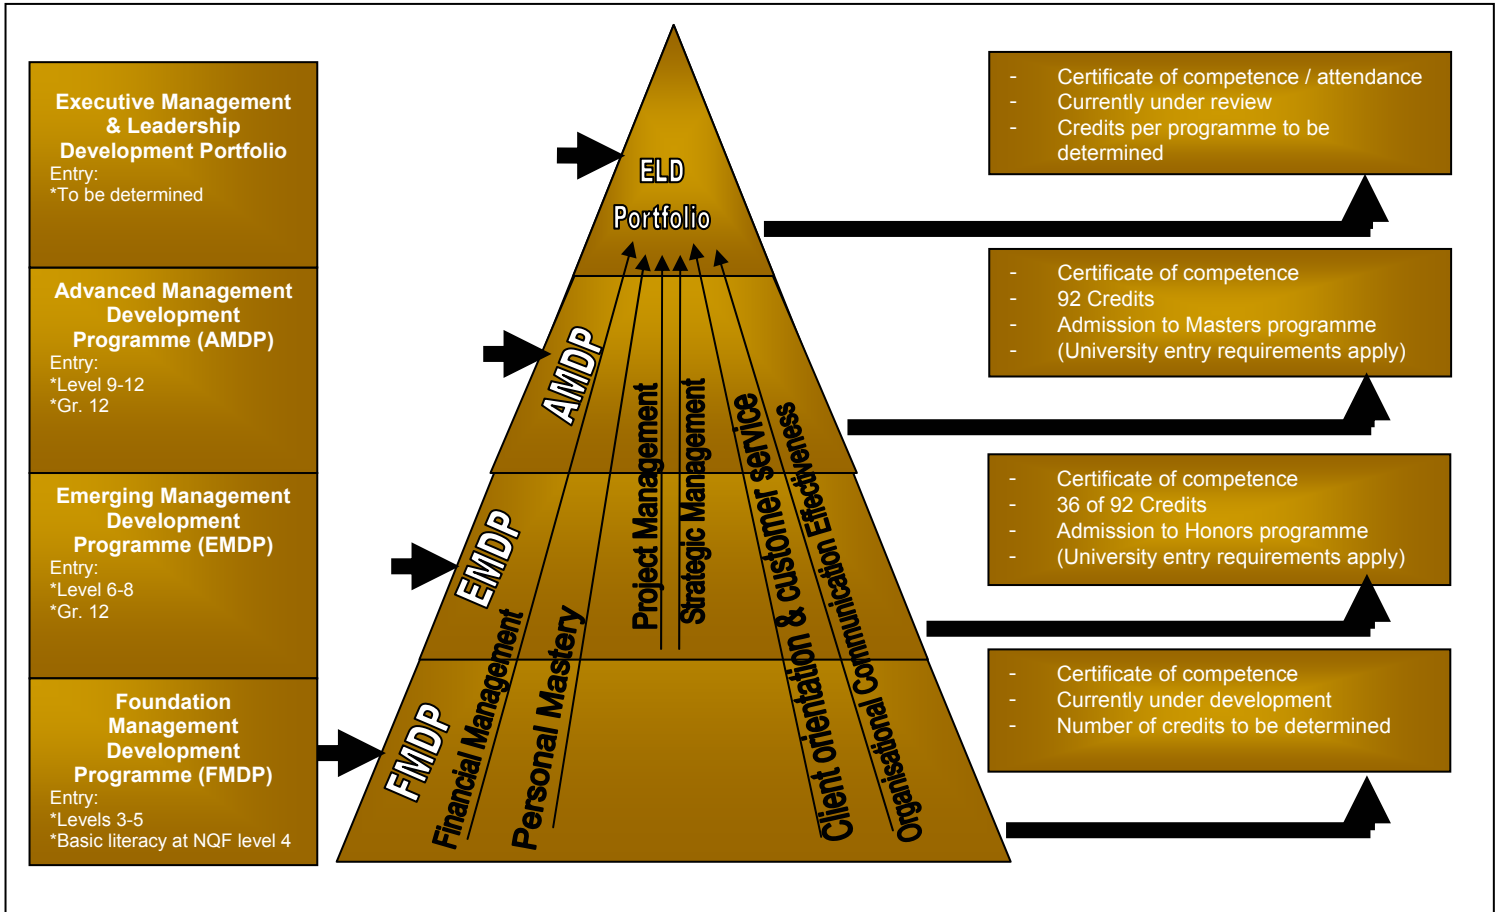 Executive Management
& Leadership
Development Portfolio
Entry:
*To be determined
Advanced Management
Development
Programme (AMDP)
Entry:
*Level 9-12
*Gr. 12
Emerging Management
Development
Programme (EMDP)
Entry:
*Level 6-8
*Gr. 12
Foundation
Management
Development
Programme (FMDP)
Entry:
*Levels 3-5
*Basic literacy at NQF level 4
ELD
Portfolio
AMDP
EMDP
FMDP
Financial Management
Personal Mastery
Project Management
Strategic Management
Client orientation & customer service
Organisational Communication Effectiveness
- Certificate of competence / attendance
- Currently under review
- Credits per programme to be
determined
- Certificate of competence
- 92 Credits
- Admission to Masters programme
- (University entry requirements apply)
- Certificate of competence
- 36 of 92 Credits
- Admission to Honors programme
- (University entry requirements apply)
- Certificate of competence
- Currently under development
- Number of credits to be determined